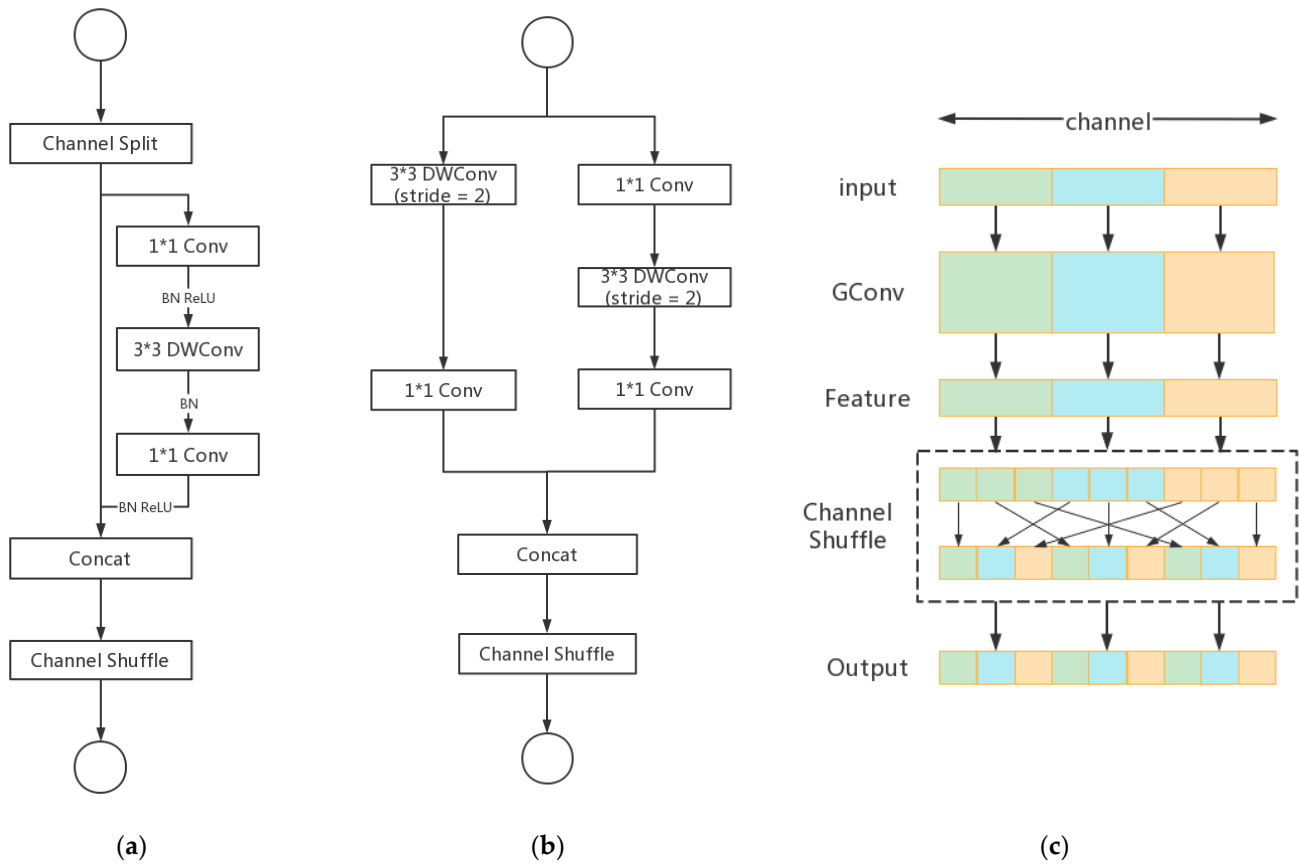 Channel Split
1*1 Conv
BN ReLU
3*3 DWConv
BN
1*1 Conv
BN ReLU
Concat
Channel Shuffle
(a)
3*3 DWConv
(stride = 2)
1*1 Conv
1*1 Conv
3*3 DWConv
(stride = 2)
1*1 Conv
Concat
Channel Shuffle
(b)
channel
input
GConv
Feature
Channel
Shuffle
Output
(c)